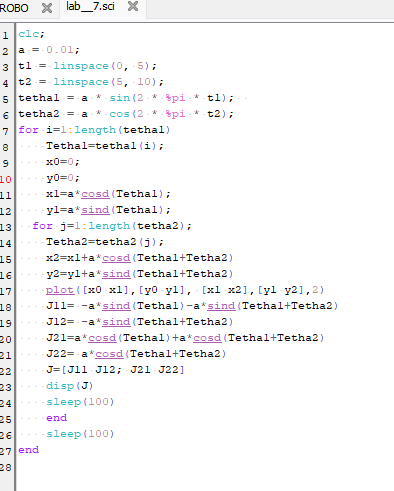 ROBO
lab__7.sci
1 clc;
2 a = 0.01;
3 t1 = linspace(0, 5);
4 t2 = linspace(5, 10);
5 tetha1 = a * sin(2 * %pi * t1);
6 tetha2 = a * cos(2 * %pi * t2);
7 for i=1:length(tetha1)
8 Tetha1=tetha1(i);
9 x0=0;
10 y0=0;
11 x1=a*cosd(Tetha1);
12 y1=a*sind(Tetha1);
13 for j=1:length(tetha2);
14 Tetha2=tetha2(j);
15 x2=x1+a*cosd(Tetha1+Tetha2)
16 y2=y1+a*sind(Tetha1+Tetha2)
17 plot([x0 x1],[y0 y1], [x1 x2],[y1 y2],2)
18 J11= -a*sind(Tetha1)-a*sind(Tetha1+Tetha2)
19 J12= -a*sind(Tetha1+Tetha2)
20 J21=a*cosd(Tetha1)+a*cosd(Tetha1+Tetha2)
21 J22= a*cosd(Tetha1+Tetha2)
22 J=[J11 J12; J21 J22]
23 disp(J)
24 sleep(100)
25 end
26 sleep(100)
27 end
28